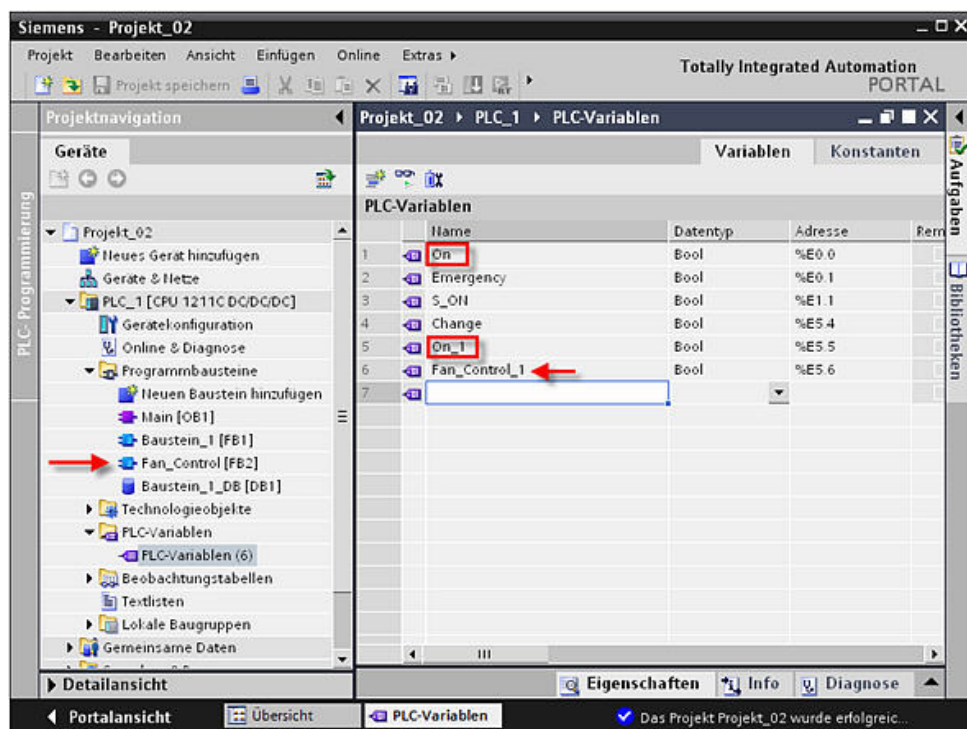 Siemens - Projekt_02
Projekt Bearbeiten Ansicht Einfügen Online Extras
Totally Integrated Automation
PORTAL
Projekt speichern
PLC-Programmierung
Projektnavigation
Geräte
Projekt_02
Neues Gerät hinzufügen
Geräte & Netze
PLC_1 [CPU 1211C DC/DC/DC]
Gerätekonfiguration
Online & Diagnose
Programmbausteine
Neuen Baustein hinzufügen
Main [OB1]
Baustein_1 [FB1]
Fan_Control [FB2]
Baustein_1_DB [DB1]
Technologieobjekte
PLC-Variablen
PLC-Variablen (6)
Beobachtungstabellen
Textlisten
Lokale Baugruppen
Gemeinsame Daten
Detailansicht
Projekt_02 PLC_1 PLC-Variablen
Variablen Konstanten
PLC-Variablen
Name Datentyp Adresse Rem
1 On Bool %E0.0
2 Emergency Bool %E0.1
3 S_ON Bool %E1.1
4 Change Bool %E5.4
5 On_1 Bool %E5.5
6 Fan_Control_1 Bool %E5.6
7
Eigenschaften Info Diagnose
Aufgaben
Bibliotheken
Portalansicht Übersicht PLC-Variablen Das Projekt Projekt_02 wurde erfolgreic...